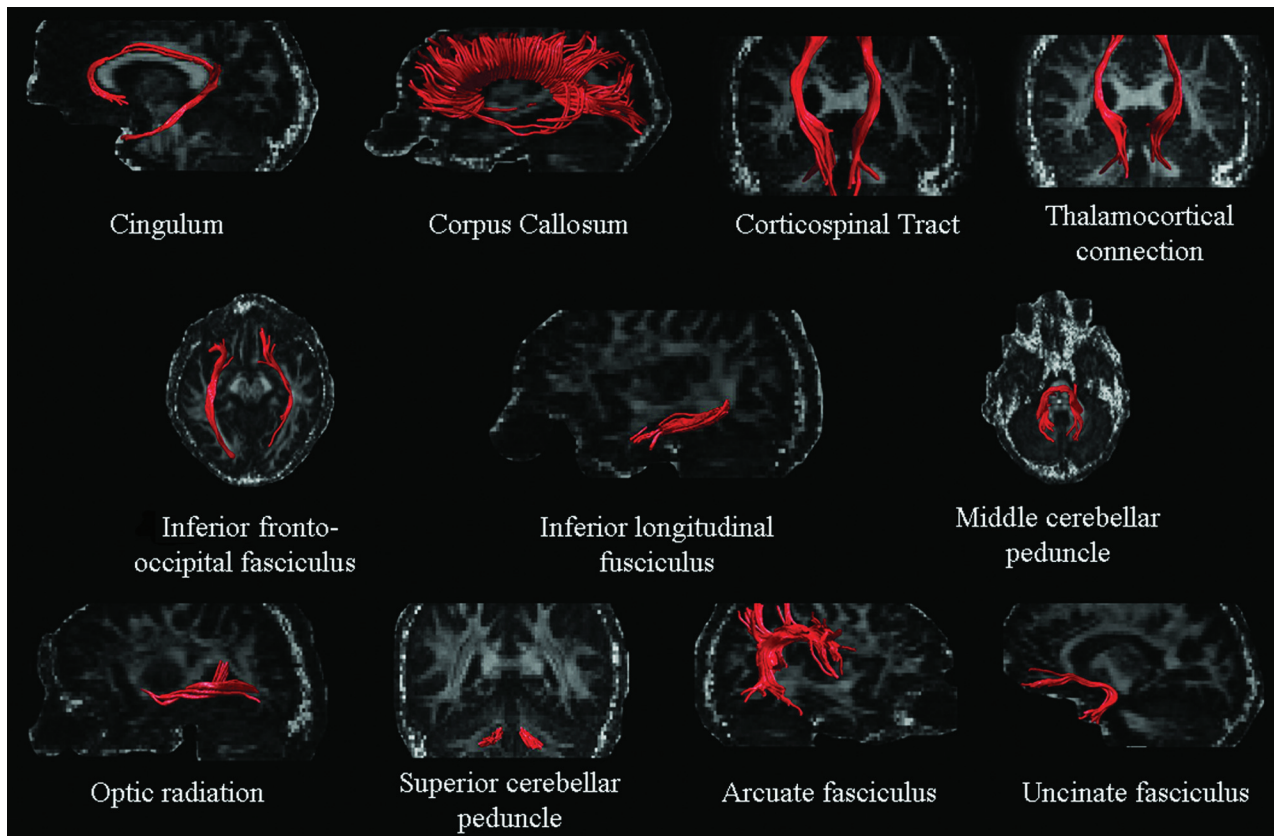 Cingulum
Corpus Callosum
Corticospinal Tract
Thalamocortical
connection
Inferior fronto-
occipital fasciculus
Inferior longitudinal
fusciculus
Middle cerebellar
peduncle
Optic radiation
Superior cerebellar
peduncle
Arcuate fasciculus
Uncinate fasciculus